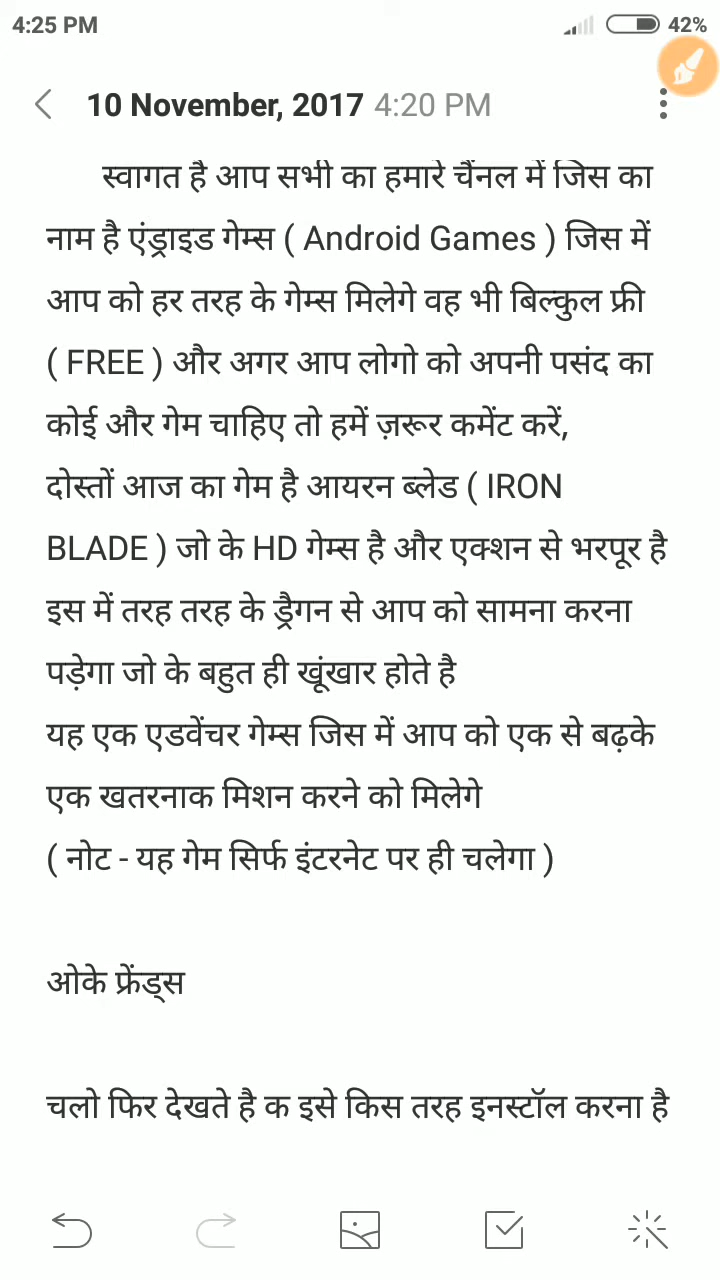 4:25 PM 42%
10 November, 2017 4:20 PM
स्वागत है आप सभी का हमारे चैंनल में जिस का
नाम है एंड्राइड गेम्स ( Android Games ) जिस में
आप को हर तरह के गेम्स मिलेगे वह भी बिल्कुल फ्री
( FREE ) और अगर आप लोगो को अपनी पसंद का
कोई और गेम चाहिए तो हमें ज़रूर कमेंट करें,
दोस्तों आज का गेम है आयरन ब्लेड ( IRON
BLADE ) जो के HD गेम्स है और एक्शन से भरपूर है
इस में तरह तरह के ड्रैगन से आप को सामना करना
पड़ेगा जो के बहुत ही खूंखार होते है
यह एक एडवेंचर गेम्स जिस में आप को एक से बढ़के
एक खतरनाक मिशन करने को मिलेगे
( नोट - यह गेम सिर्फ इंटरनेट पर ही चलेगा )
ओके फ्रेंड्स
चलो फिर देखते है क इसे किस तरह इनस्टॉल करना है